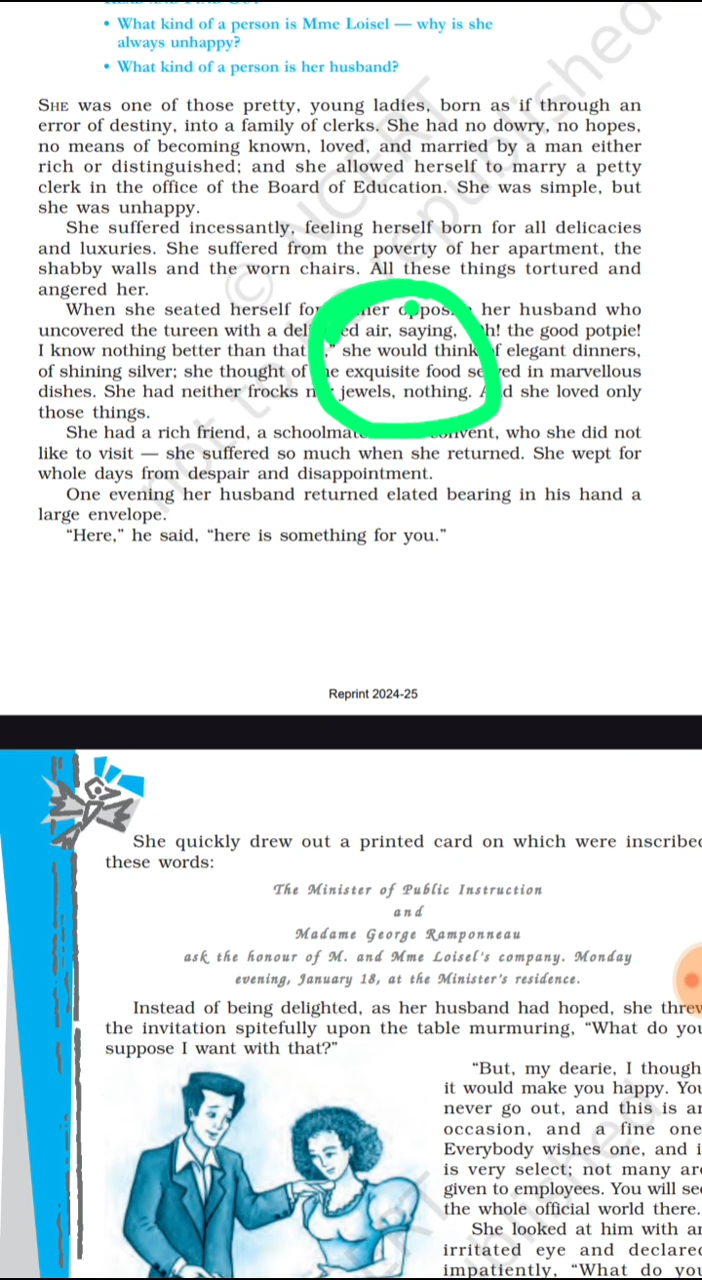 • What kind of a person is Mme Loisel — why is she
always unhappy?
• What kind of a person is her husband?
SHE was one of those pretty, young ladies, born as if through an
error of destiny, into a family of clerks. She had no dowry, no hopes,
no means of becoming known, loved, and married by a man either
rich or distinguished; and she allowed herself to marry a petty
clerk in the office of the Board of Education. She was simple, but
she was unhappy.
She suffered incessantly, feeling herself born for all delicacies
and luxuries. She suffered from the poverty of her apartment, the
shabby walls and the worn chairs. All these things tortured and
angered her.
When she seated herself her husband who
uncovered the tureen with a air, saying, the good potpie!
I know nothing better than that she would think of elegant dinners,
of shining silver; she thought of exquisite food in marvellous
dishes. She had neither frocks jewels, nothing. she loved only
those things.
She had a rich friend, a schoolmate convent, who she did not
like to visit — she suffered so much when she returned. She wept for
whole days from despair and disappointment.
One evening her husband returned elated bearing in his hand a
large envelope.
“Here,” he said, “here is something for you.”
© NCERT
not to be republished
Reprint 2024-25
She quickly drew out a printed card on which were inscribed
these words:
The Minister of Public Instruction
and
Madame George Ramponneau
ask the honour of M. and Mme Loisel's company. Monday
evening, January 18, at the Minister's residence.
Instead of being delighted, as her husband had hoped, she threw
the invitation spitefully upon the table murmuring, “What do you
suppose I want with that?”
“But, my dearie, I though
it would make you happy. You
never go out, and this is an
occasion, and a fine one
Everybody wishes one, and i
is very select; not many are
given to employees. You will see
the whole official world there.
She looked at him with an
irritated eye and declared
impatiently, “What do you